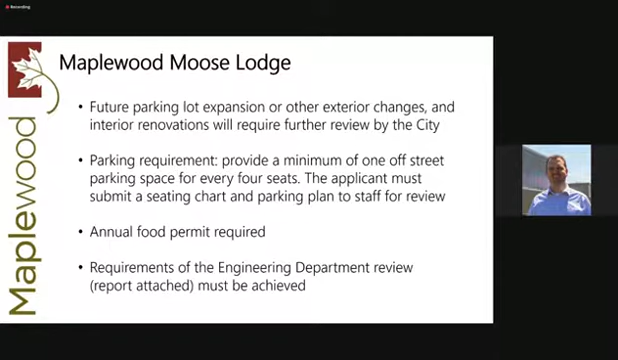 Recording
Maplewood Moose Lodge
• Future parking lot expansion or other exterior changes, and
interior renovations will require further review by the City
• Parking requirement: provide a minimum of one off street
parking space for every four seats. The applicant must
submit a seating chart and parking plan to staff for review
• Annual food permit required
• Requirements of the Engineering Department review
(report attached) must be achieved
Maplewood